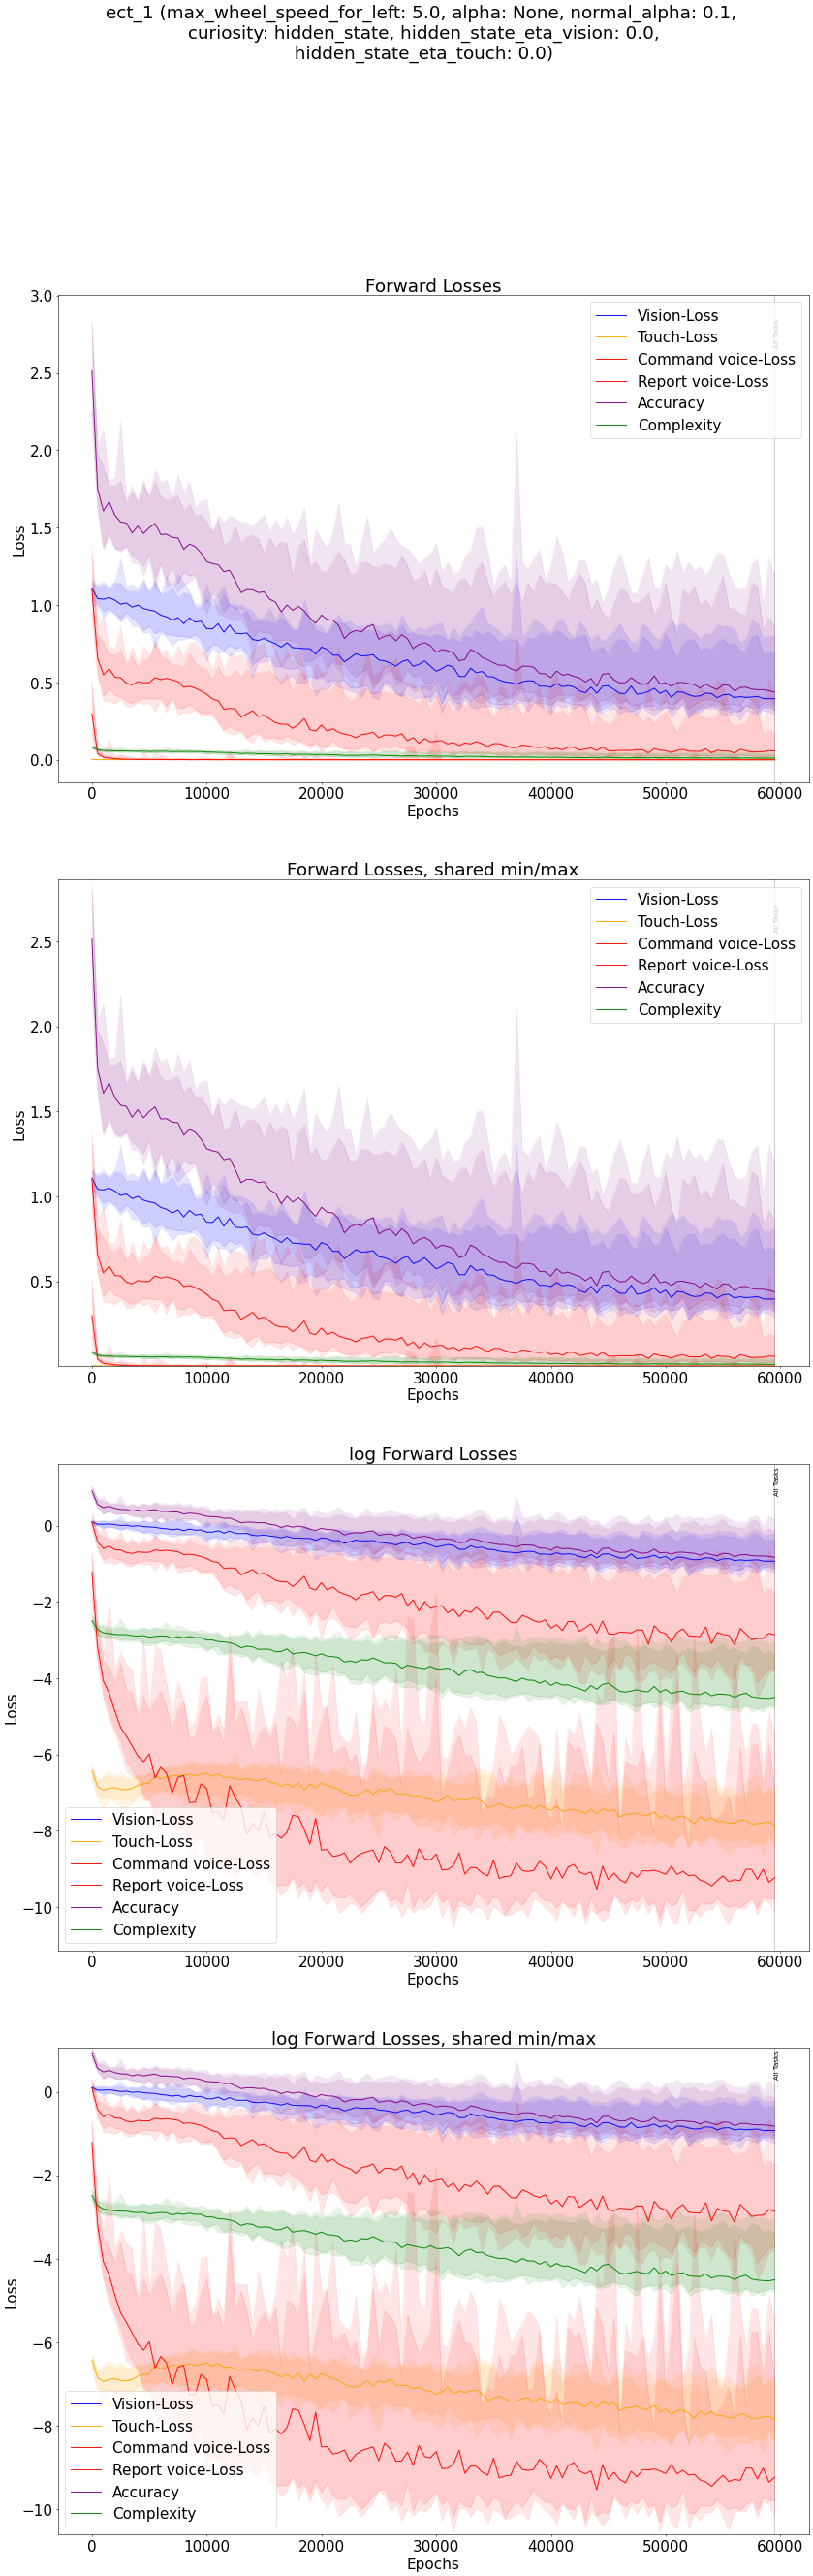 ect_1 (max_wheel_speed_for_left: 5.0, alpha: None, normal_alpha: 0.1,
curiosity: hidden_state, hidden_state_eta_vision: 0.0,
hidden_state_eta_touch: 0.0)
Forward Losses
3.0
2.5
2.0
1.5
1.0
0.5
0.0
Loss
Vision-Loss
Touch-Loss
Command voice-Loss
Report voice-Loss
Accuracy
Complexity
All Tasks
0 10000 20000 30000 40000 50000 60000
Epochs
Forward Losses, shared min/max
2.5
2.0
1.5
1.0
0.5
Loss
Vision-Loss
Touch-Loss
Command voice-Loss
Report voice-Loss
Accuracy
Complexity
All Tasks
0 10000 20000 30000 40000 50000 60000
Epochs
log Forward Losses
0
−2
−4
−6
−8
−10
Loss
All Tasks
Vision-Loss
Touch-Loss
Command voice-Loss
Report voice-Loss
Accuracy
Complexity
0 10000 20000 30000 40000 50000 60000
Epochs
log Forward Losses, shared min/max
0
−2
−4
−6
−8
−10
Loss
All Tasks
Vision-Loss
Touch-Loss
Command voice-Loss
Report voice-Loss
Accuracy
Complexity
0 10000 20000 30000 40000 50000 60000
Epochs